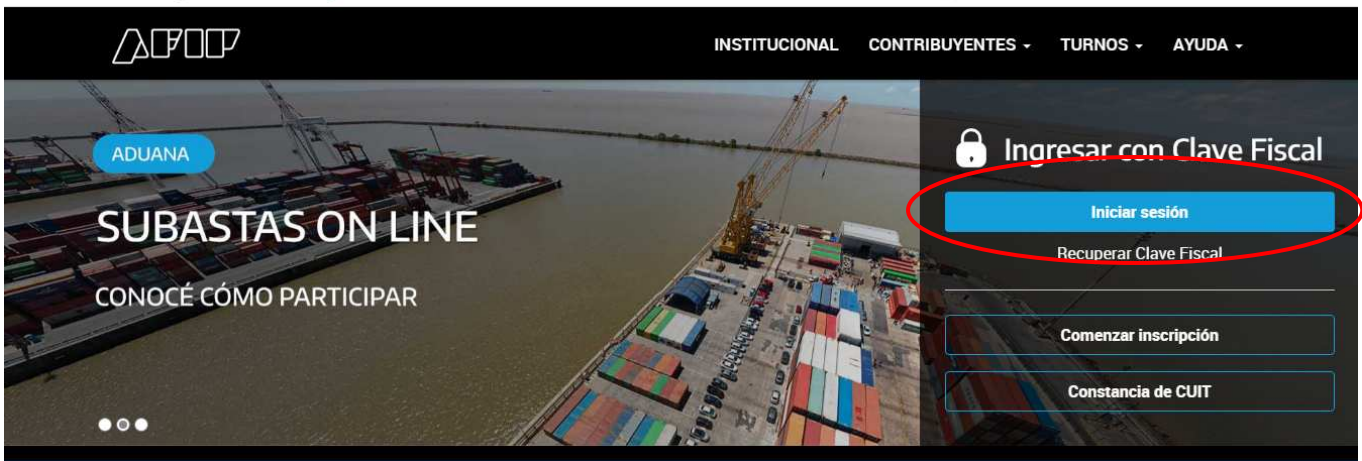 AFIP
INSTITUCIONAL CONTRIBUYENTES TURNOS AYUDA
ADUANA
SUBASTAS ON LINE
CONOCÉ CÓMO PARTICIPAR
Ingresar con Clave Fiscal
Iniciar sesión
Recuperar Clave Fiscal
Comenzar inscripción
Constancia de CUIT